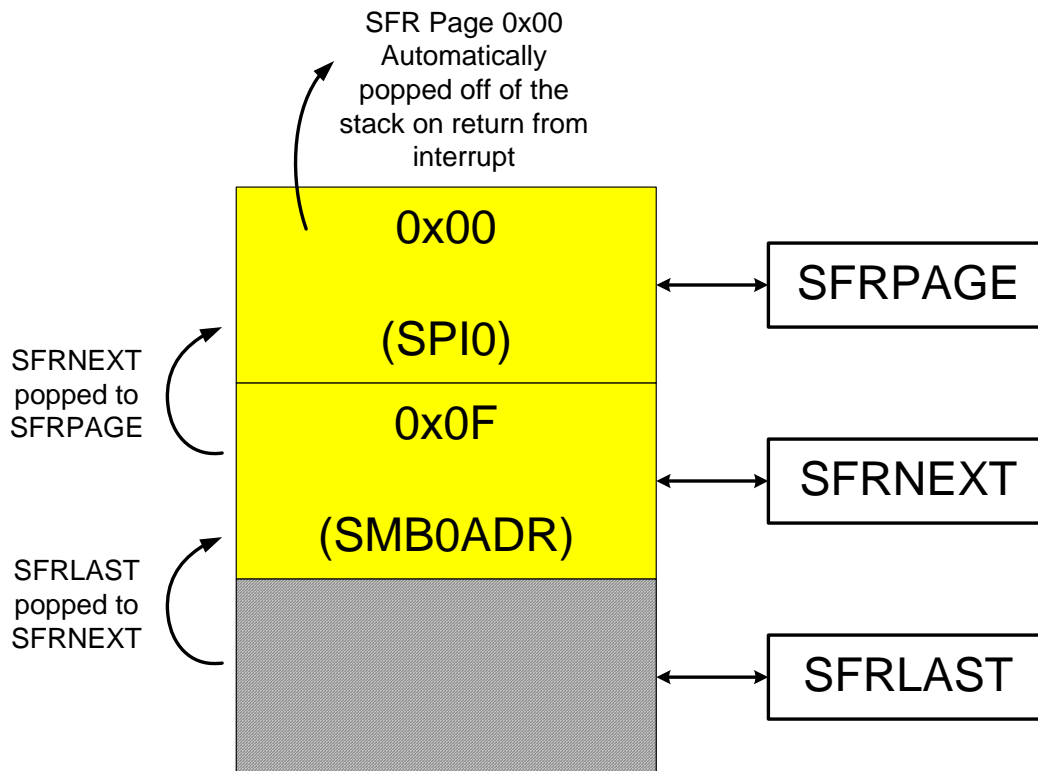 SFR Page 0x00
Automatically
popped off of the
stack on return from
interrupt
0x00
(SPI0)
SFRPAGE
SFRNEXT
popped to
SFRPAGE
0x0F
(SMB0ADR)
SFRNEXT
SFRLAST
popped to
SFRNEXT
SFRLAST